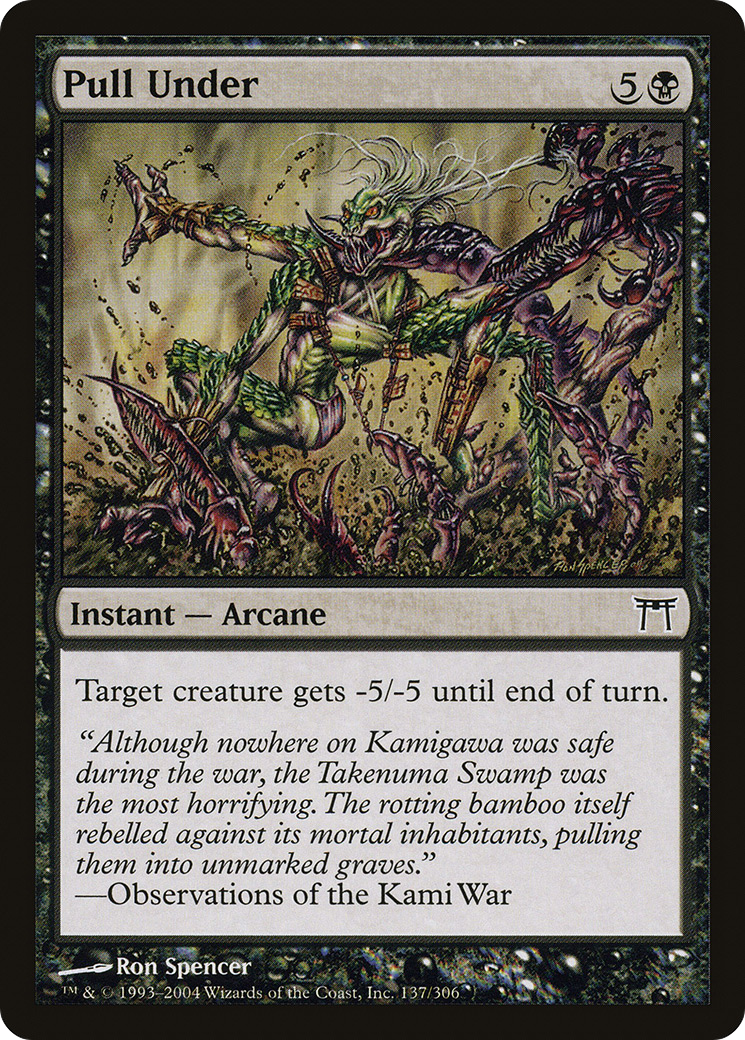 Pull Under 5
RON SPENCER 04
Instant — Arcane
Target creature gets -5/-5 until end of turn.
“Although nowhere on Kamigawa was safe
during the war, the Takenuma Swamp was
the most horrifying. The rotting bamboo itself
rebelled against its mortal inhabitants, pulling
them into unmarked graves.”
—Observations of the Kami War
Ron Spencer
™ & © 1993–2004 Wizards of the Coast, Inc. 137/306